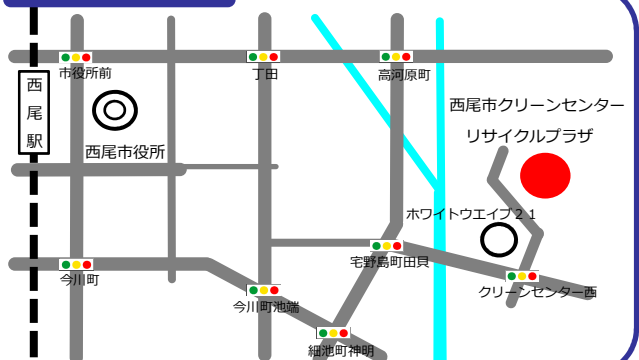 市役所前
丁田
高河原町
西尾駅
西尾市役所
西尾市クリーンセンター
リサイクルプラザ
ホワイトウエイブ21
宅野島町田貝
今川町
クリーンセンター西
今川町池端
細池町神明